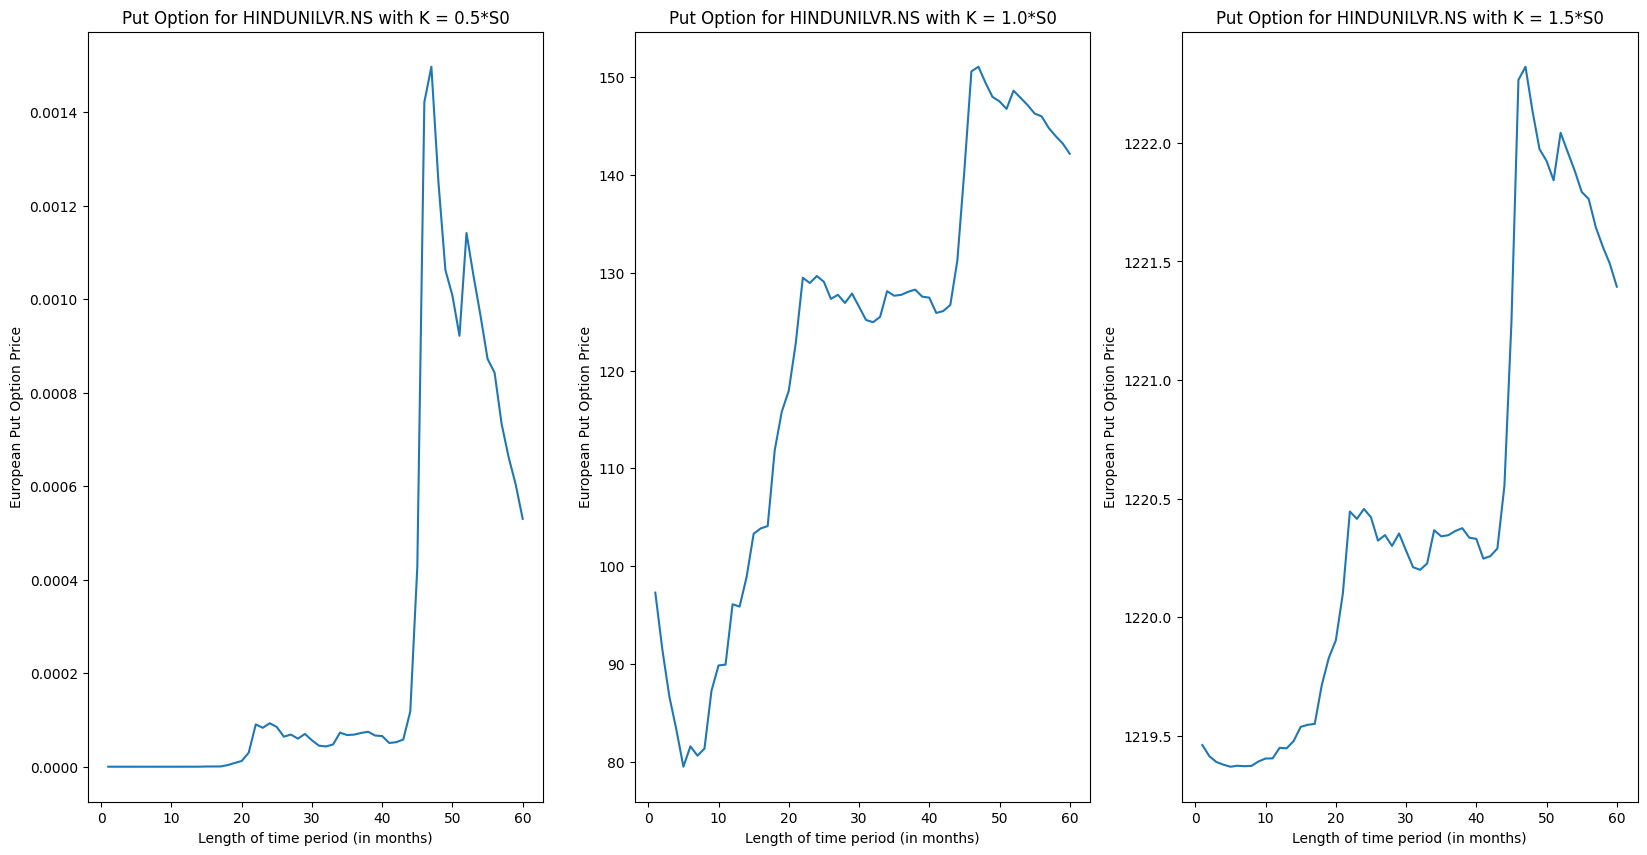 Put Option for HINDUNILVR.NS with K = 0.5*S0
0.0014
0.0012
0.0010
0.0008
0.0006
0.0004
0.0002
0.0000
European Put Option Price
0 10 20 30 40 50 60
Length of time period (in months)
Put Option for HINDUNILVR.NS with K = 1.0*S0
150
140
130
120
110
100
90
80
European Put Option Price
0 10 20 30 40 50 60
Length of time period (in months)
Put Option for HINDUNILVR.NS with K = 1.5*S0
1222.0
1221.5
1221.0
1220.5
1220.0
1219.5
European Put Option Price
0 10 20 30 40 50 60
Length of time period (in months)